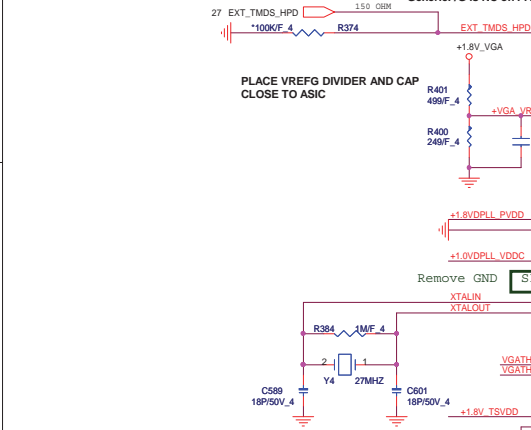 27 EXT_TMDS_HPD
150 OHM
*100K/F_4
R374
EXT_TMDS_HPD
+1.8V_VGA
PLACE VREFG DIVIDER AND CAP
CLOSE TO ASIC
R401
499/F_4
+VGA_VR
R400
249/F_4
+1.8VDPLL_PVDD
+1.0VDPLL_VDDC
Remove GND
XTALIN
XTALOUT
R384
1M/F_4
2
1
Y4
27MHZ
C589
18P/50V_4
C601
18P/50V_4
VGATH
VGATH
+1.8V_TSVDD